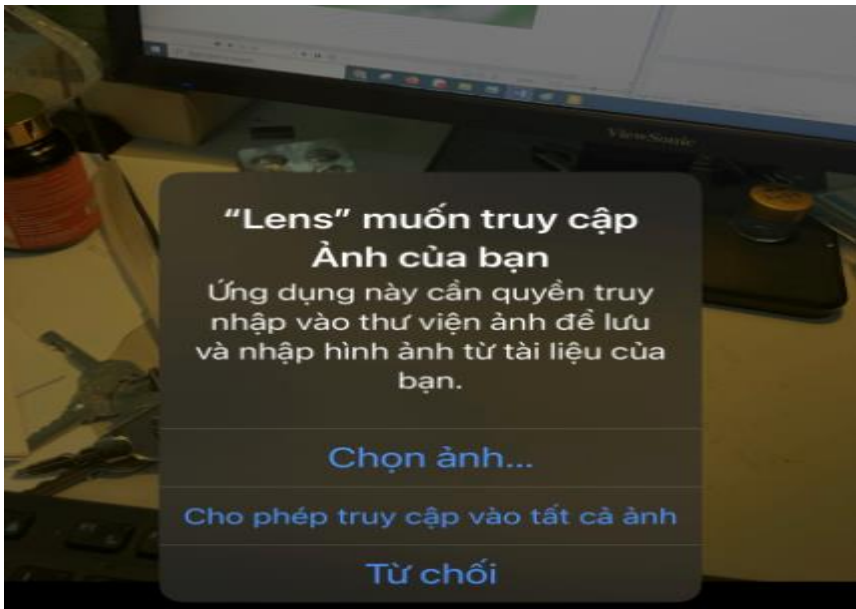 ViewSonic
“Lens” muốn truy cập
Ảnh của bạn
Ứng dụng này cần quyền truy
nhập vào thư viện ảnh để lưu
và nhập hình ảnh từ tài liệu của
bạn.
Chọn ảnh...
Cho phép truy cập vào tất cả ảnh
Từ chối